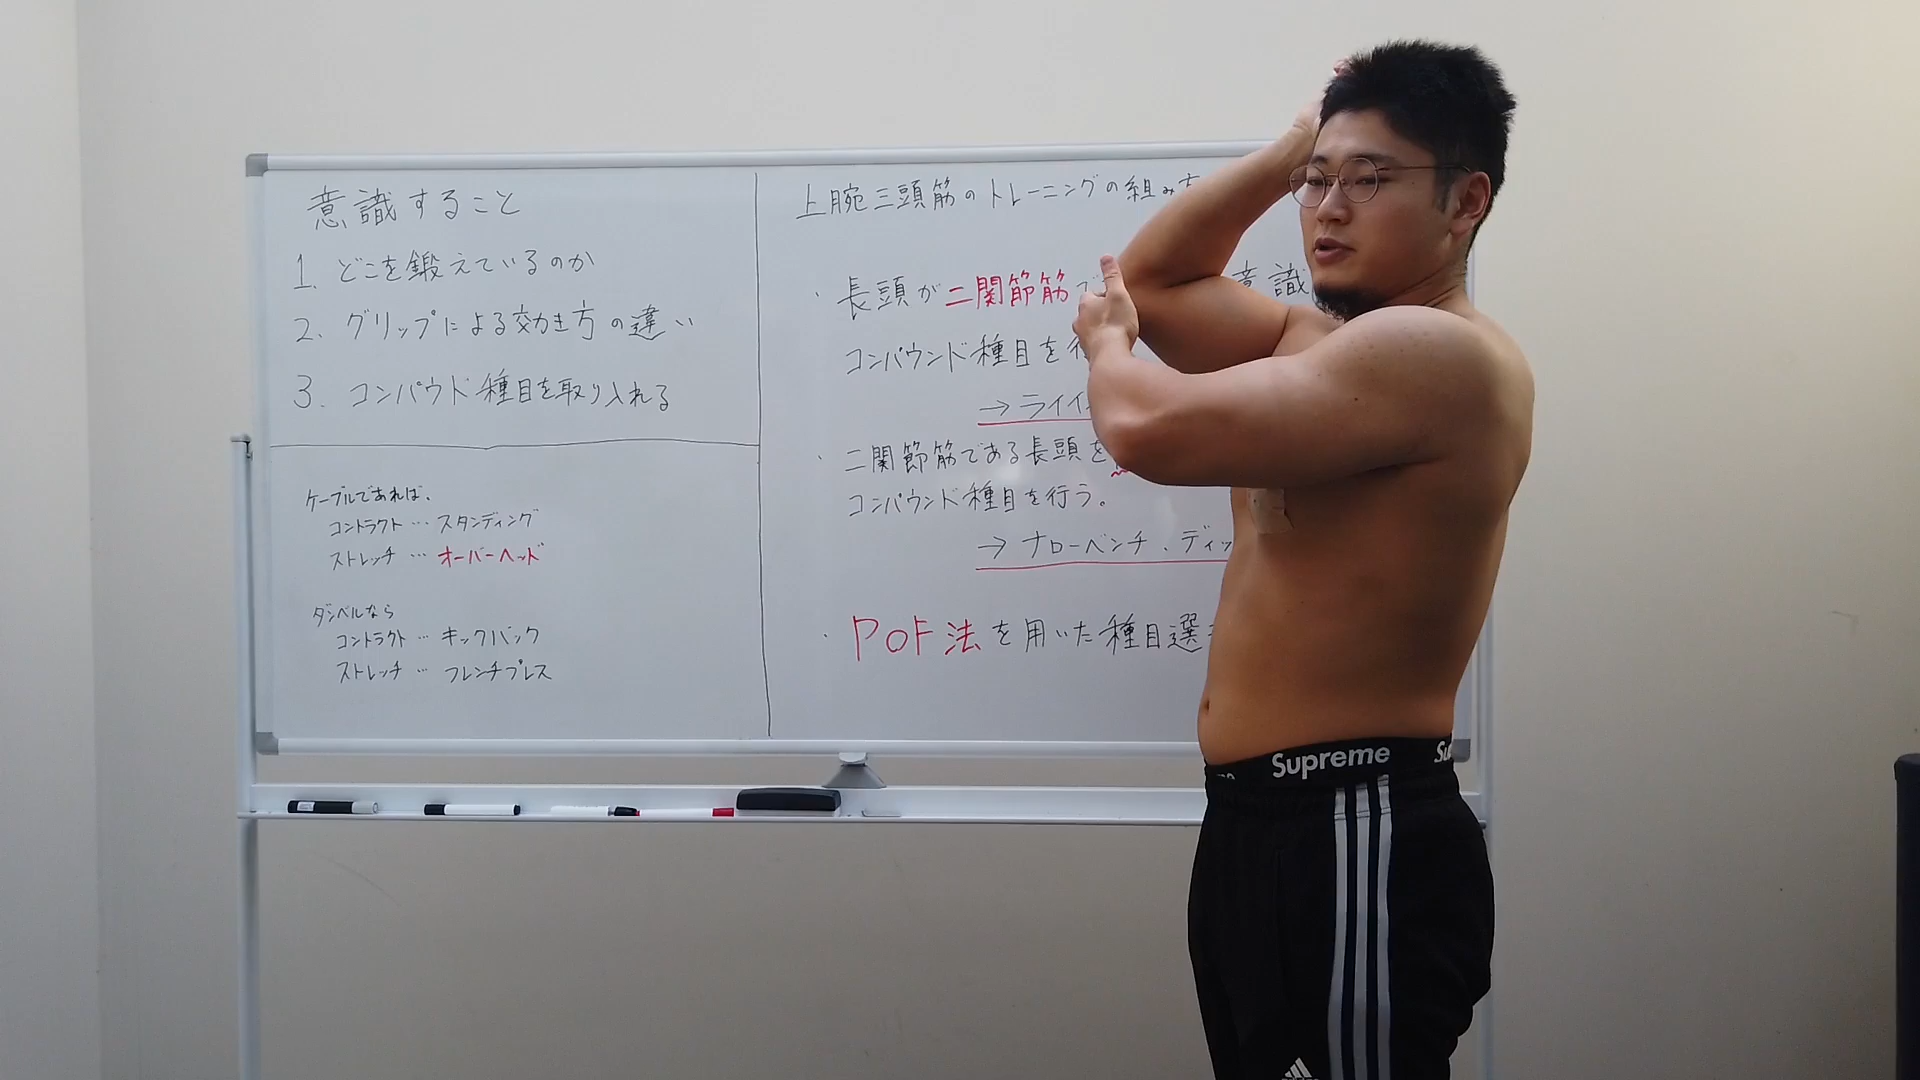 意識すること
1. どこを鍛えているのか
2. グリップによる効き方の違い
3. コンパウド種目を取り入れる
ケーブルであれば、
コントラクト … スタンディング
ストレッチ … オーバーヘッド
ダンベルなら
コントラクト … キックバック
ストレッチ … フレンチプレス
上腕三頭筋のトレーニングの組み方
・長頭が二関節筋で 意識
コンパウンド種目を行
→ ライイ
・二関節筋である長頭を
コンパウンド種目を行う。
→ ナローベンチ、ディッ
・POF法を用いた種目選
Supreme